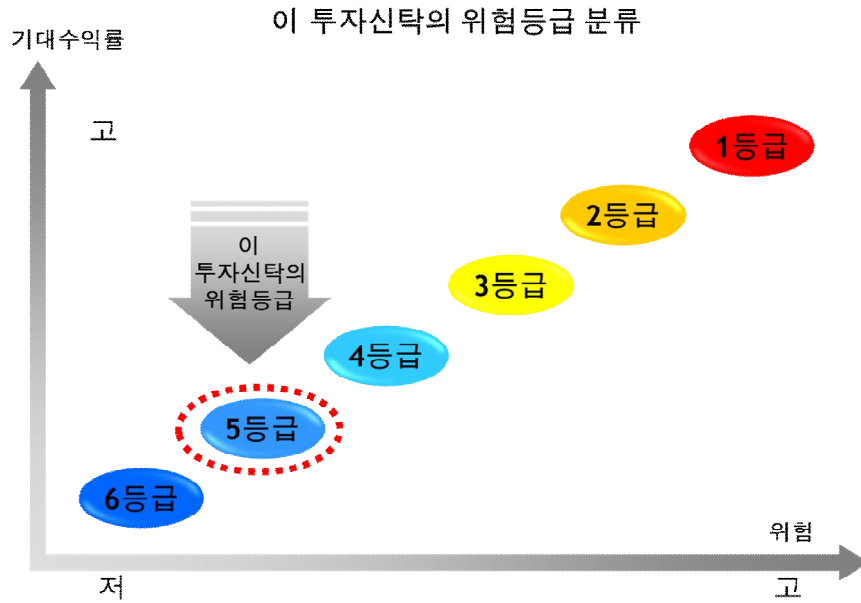 이 투자신탁의 위험등급 분류
기대수익률
고
1등급
2등급
이
투자신탁의
위험등급
3등급
4등급
5등급
6등급
위험
저
고